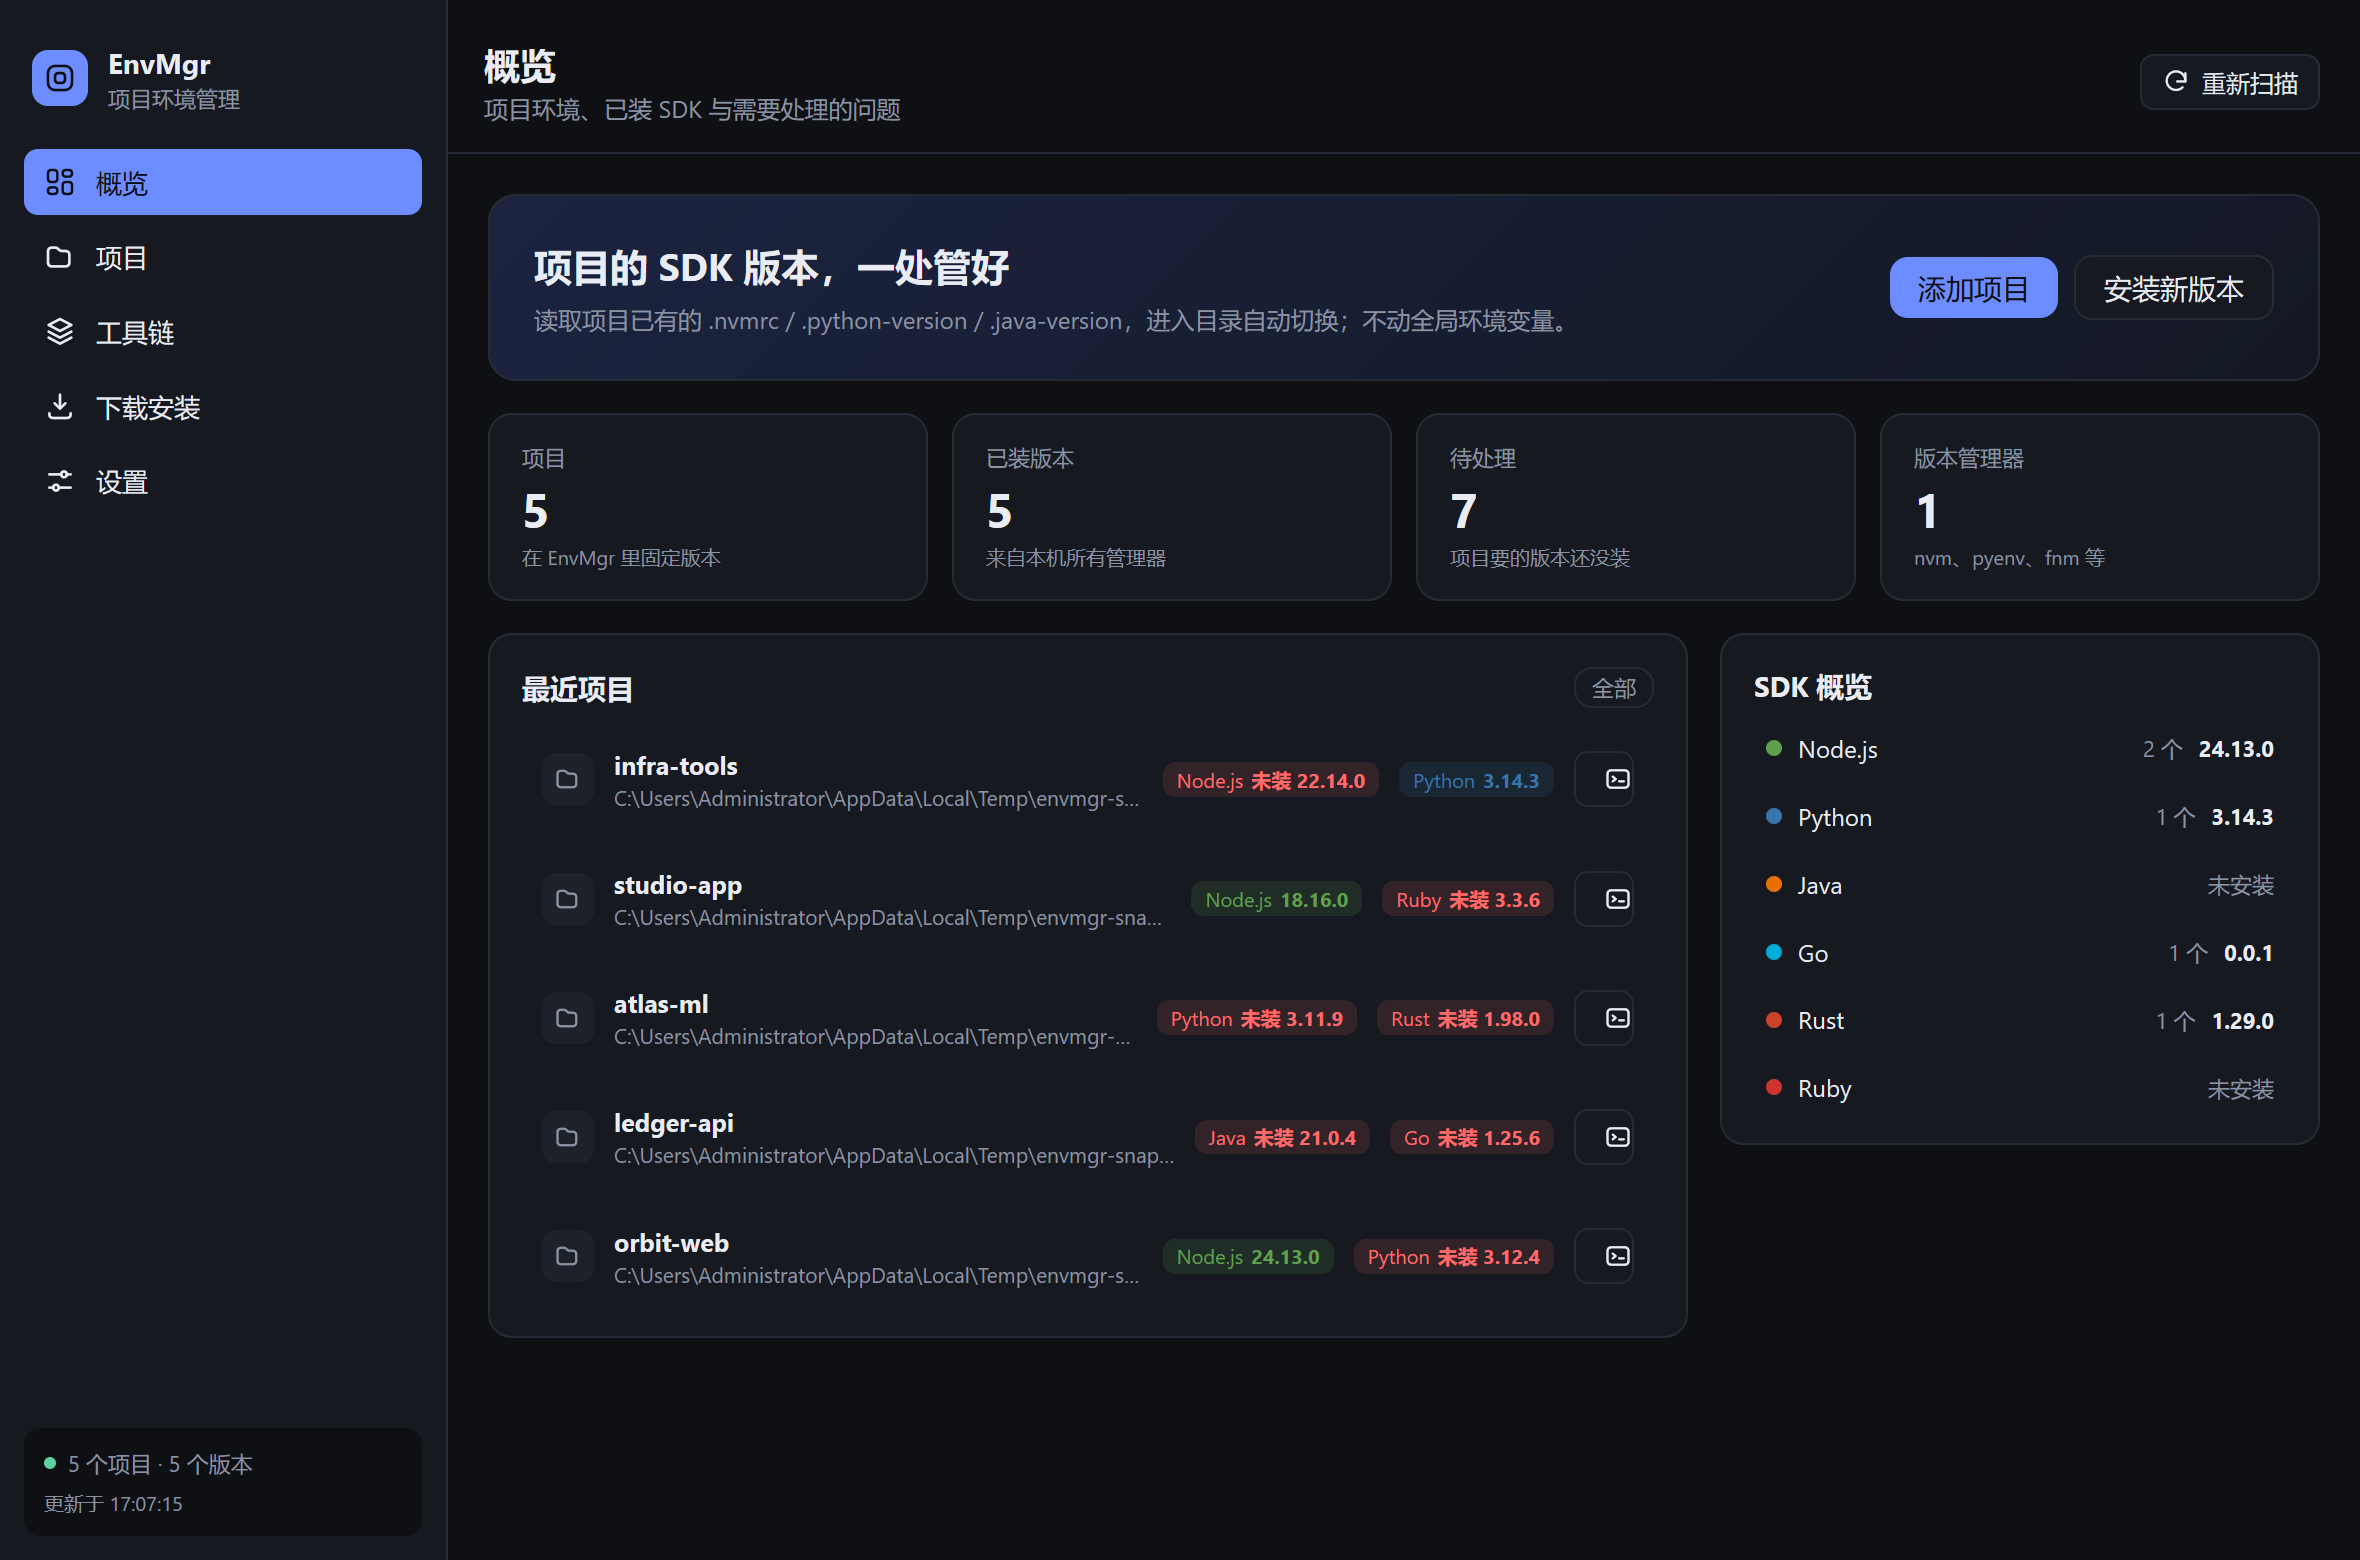 EnvMgr
项目环境管理
概览
项目
工具链
下载安装
设置
5 个项目 · 5 个版本
更新于 17:07:15
概览
项目环境、已装 SDK 与需要处理的问题
重新扫描
项目的 SDK 版本，一处管好
读取项目已有的 .nvmrc / .python-version / .java-version，进入目录自动切换；不动全局环境变量。
添加项目
安装新版本
项目
5
在 EnvMgr 里固定版本
已装版本
5
来自本机所有管理器
待处理
7
项目要的版本还没装
版本管理器
1
nvm、pyenv、fnm 等
最近项目
全部
infra-tools
C:\Users\Administrator\AppData\Local\Temp\envmgr-s...
Node.js 未装 22.14.0
Python 3.14.3
studio-app
C:\Users\Administrator\AppData\Local\Temp\envmgr-sna...
Node.js 18.16.0
Ruby 未装 3.3.6
atlas-ml
C:\Users\Administrator\AppData\Local\Temp\envmgr-...
Python 未装 3.11.9
Rust 未装 1.98.0
ledger-api
C:\Users\Administrator\AppData\Local\Temp\envmgr-snap...
Java 未装 21.0.4
Go 未装 1.25.6
orbit-web
C:\Users\Administrator\AppData\Local\Temp\envmgr-s...
Node.js 24.13.0
Python 未装 3.12.4
SDK 概览
Node.js 2 个 24.13.0
Python 1 个 3.14.3
Java 未安装
Go 1 个 0.0.1
Rust 1 个 1.29.0
Ruby 未安装